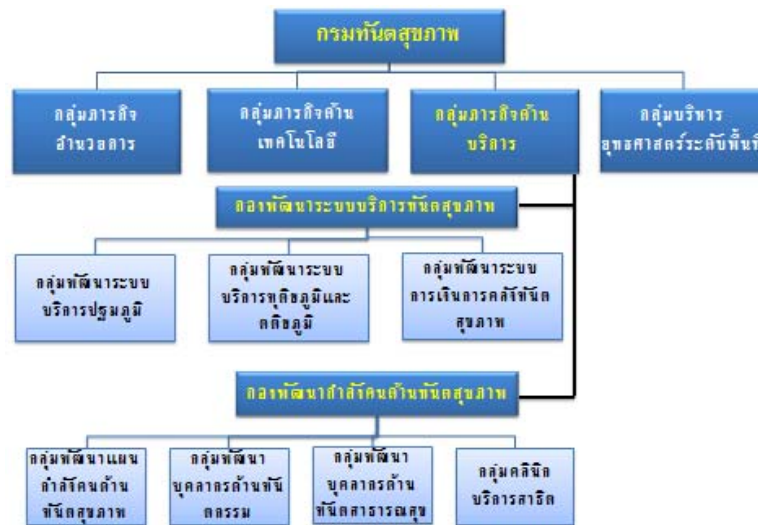 กรมทันตสุขภาพ
กลุ่มภารกิจ
อำนวยการ
กลุ่มภารกิจด้าน
เทคโนโลยี
กลุ่มภารกิจด้าน
บริการ
กลุ่มบริหาร
ยุทธศาสตร์ระดับพื้นที่
กองพัฒนาระบบบริการทันตสุขภาพ
กลุ่มพัฒนาระบบ
บริการปฐมภูมิ
กลุ่มพัฒนาระบบ
บริการทุติยภูมิและ
ตติยภูมิ
กลุ่มพัฒนาระบบ
การเงินการคลังทันต
สุขภาพ
กองพัฒนากำลังคนด้านทันตสุขภาพ
กลุ่มพัฒนาแผน
กำลังคนด้าน
ทันตสุขภาพ
กลุ่มพัฒนา
บุคลากรด้านทันต
กรรม
กลุ่มพัฒนา
บุคลากรด้าน
ทันตสาธารณสุข
กลุ่มคลินิก
บริการสาธิต